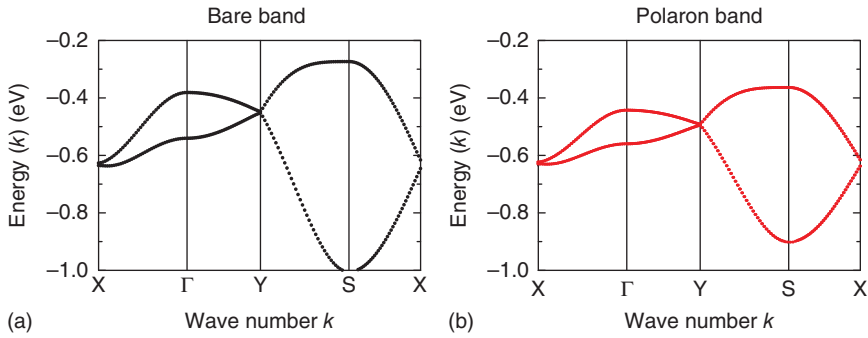 Bare band
Polaron band
−0.2
−0.4
−0.6
−0.8
−1.0
Energy (k) (eV)
X Γ Y S X
(a) Wave number k
−0.2
−0.4
−0.6
−0.8
−1.0
Energy (k) (eV)
X Γ Y S X
(b) Wave number k